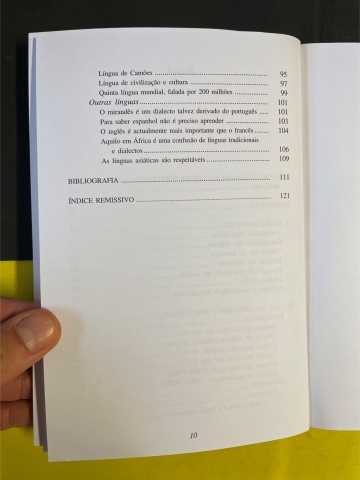 Língua de Camões 95
Língua de civilização e cultura 97
Quinta língua mundial, falada por 200 milhões 99
Outras línguas 101
O mirandês é um dialecto talvez derivado do português 101
Para saber espanhol não é preciso aprender 103
O inglês é actualmente mais importante que o francês 104
Aquilo em África é uma confusão de línguas tradicionais
e dialectos 106
As línguas asiáticas são respeitáveis 109
BIBLIOGRAFIA 111
ÍNDICE REMISSIVO 121
10